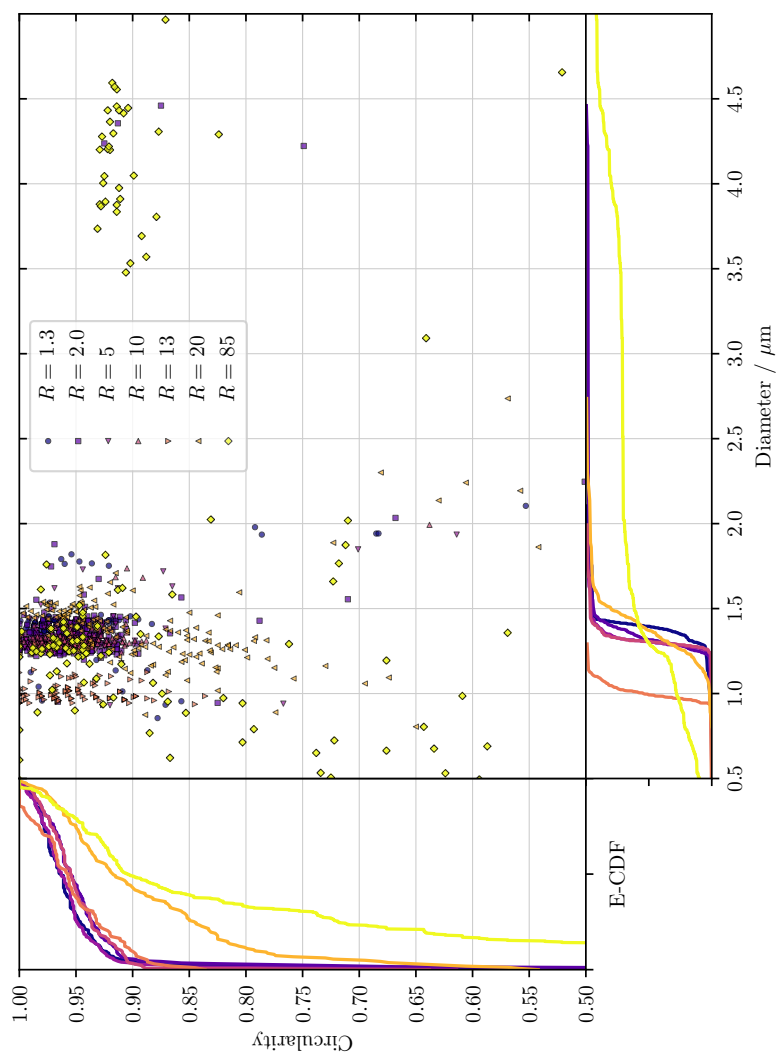 Circularity
1.00
0.95
0.90
0.85
0.80
0.75
0.70
0.65
0.60
0.55
0.50
R = 1.3
R = 2.0
R = 5
R = 10
R = 13
R = 20
R = 85
E-CDF
0.5
1.0
1.5
2.0
2.5
3.0
3.5
4.0
4.5
Diameter / μm